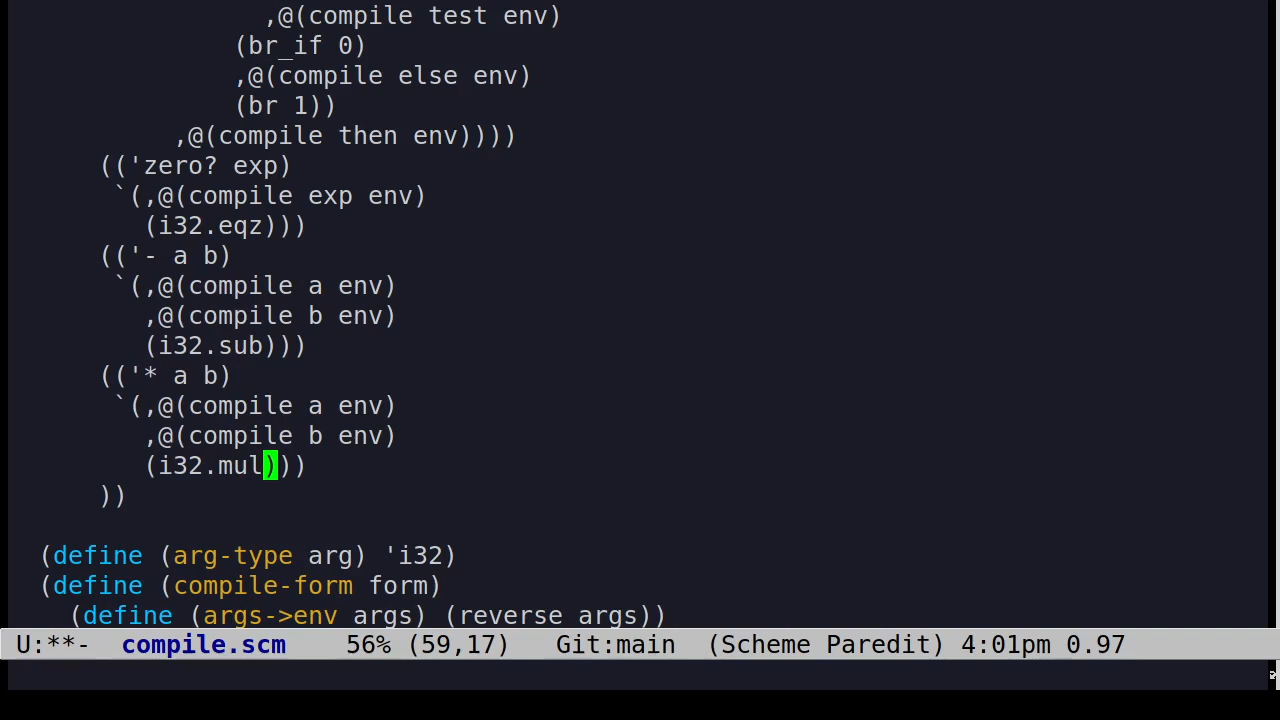 ,@(compile test env)
(br_if 0)
,@(compile else env)
(br 1))
,@(compile then env))))
(('zero? exp)
`(,@(compile exp env)
(i32.eqz)))
(('- a b)
`(,@(compile a env)
,@(compile b env)
(i32.sub)))
(('* a b)
`(,@(compile a env)
,@(compile b env)
(i32.mul)))
))
(define (arg-type arg) 'i32)
(define (compile-form form)
(define (args->env args) (reverse args))
U:**-  compile.scm    56% (59,17)   Git:main  (Scheme Paredit) 4:01pm 0.97